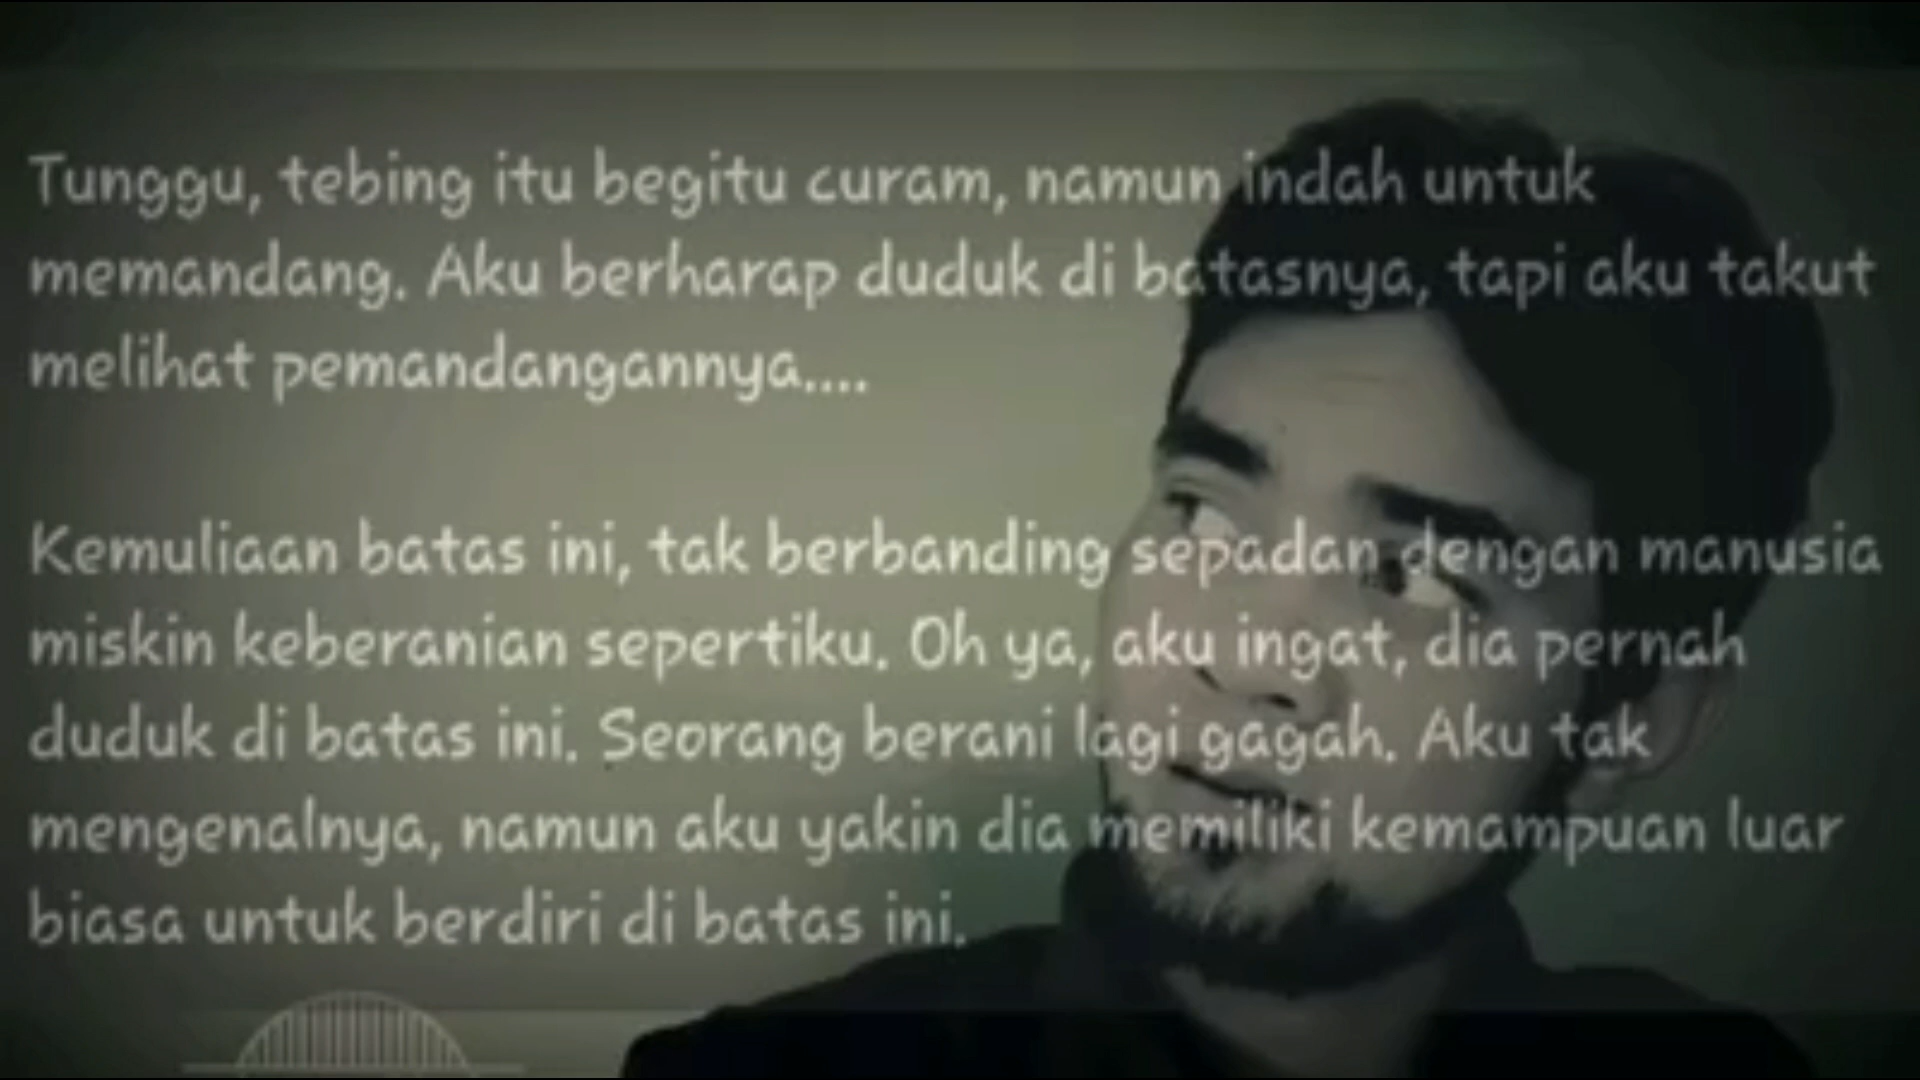 Tunggu, tebing itu begitu curam, namun indah untuk
memandang. Aku berharap duduk di batasnya, tapi aku takut
melihat pemandangannya....
Kemuliaan batas ini, tak berbanding sepadan dengan manusia
miskin keberanian sepertiku. Oh ya, aku ingat, dia pernah
duduk di batas ini. Seorang berani lagi gagah. Aku tak
mengenalnya, namun aku yakin dia memiliki kemampuan luar
biasa untuk berdiri di batas ini.